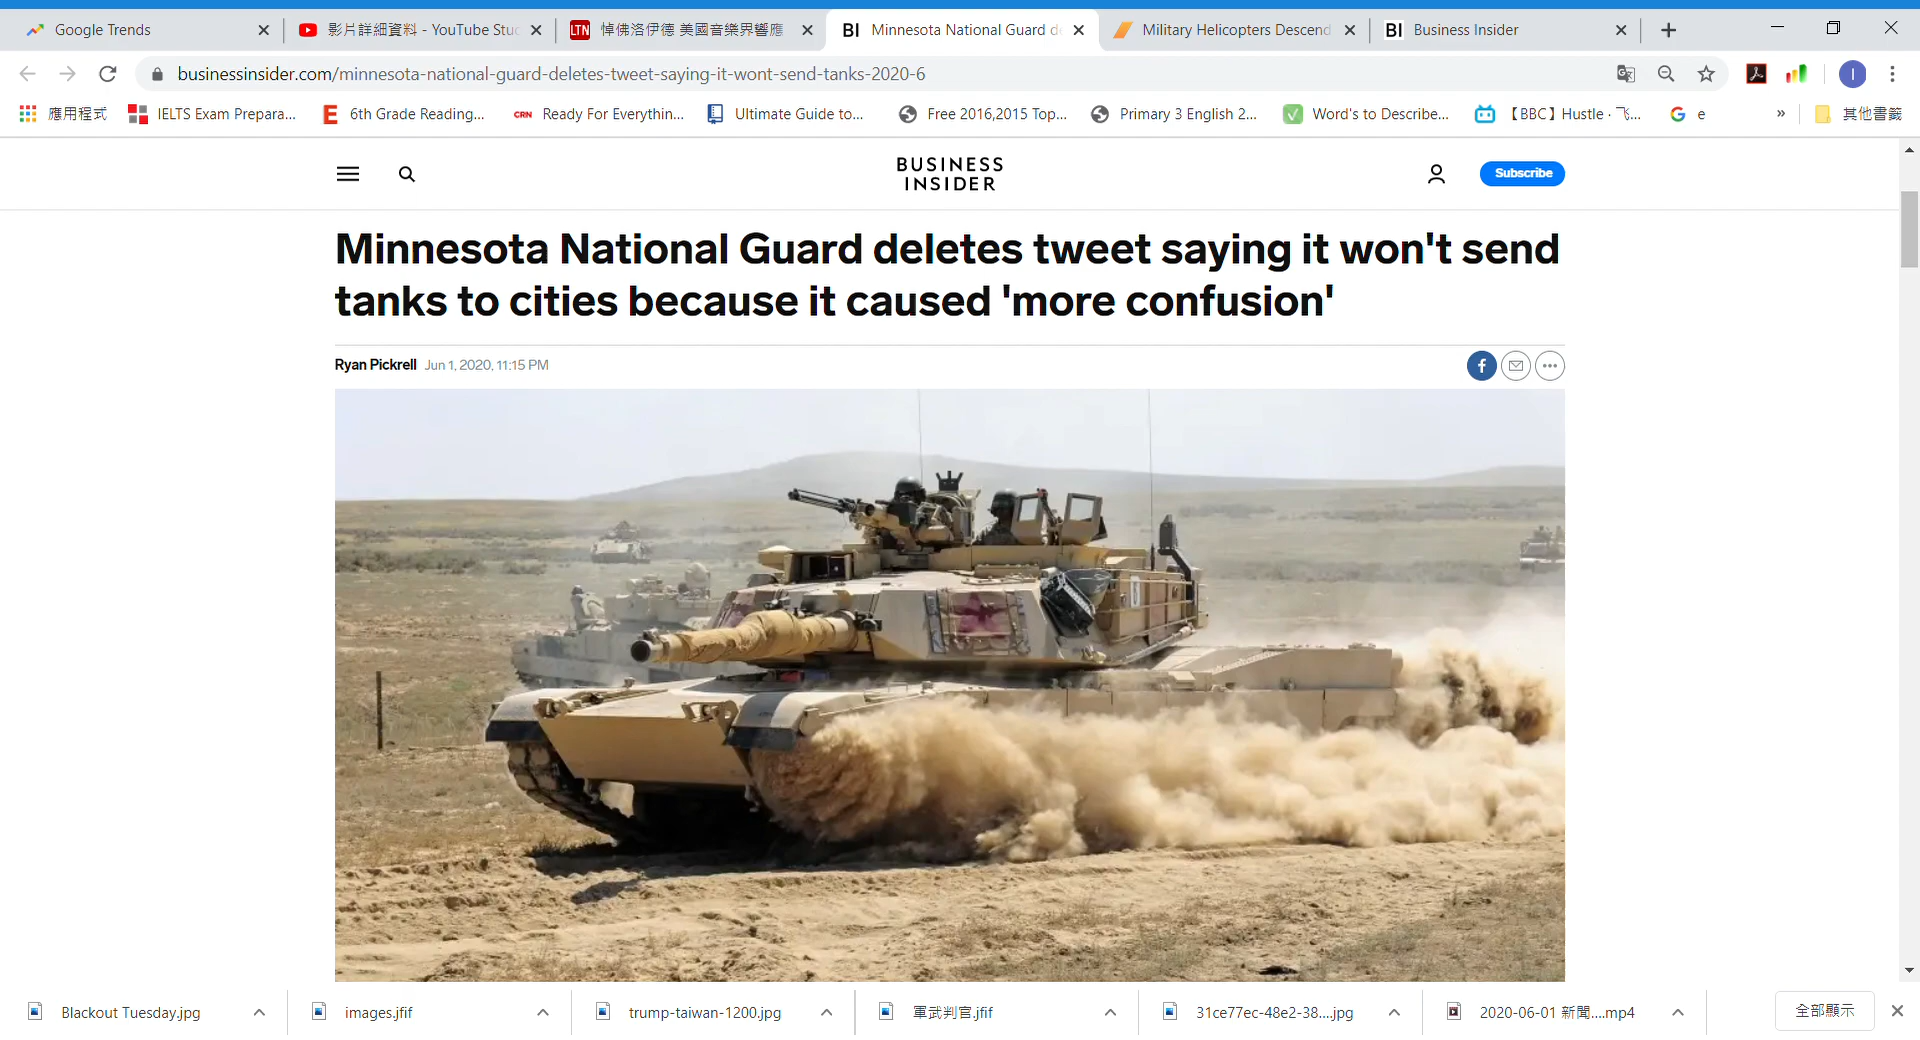 Google Trends
影片詳細資料 - YouTube Stu
LTN
悼佛洛伊德 美國音樂界響應
BI
Minnesota National Guard de
Military Helicopters Descend
BI
Business Insider
businessinsider.com/minnesota-national-guard-deletes-tweet-saying-it-wont-send-tanks-2020-6
I
應用程式
IELTS Exam Prepara...
6th Grade Reading...
CRN
Ready For Everythin...
Ultimate Guide to...
Free 2016,2015 Top...
Primary 3 English 2...
Word's to Describe...
【BBC】Hustle · 飞...
e
»
其他書籤
BUSINESS
INSIDER
Subscribe
Minnesota National Guard deletes tweet saying it won't send
tanks to cities because it caused 'more confusion'
Ryan Pickrell Jun 1, 2020, 11:15 PM
Blackout Tuesday.jpg
images.jfif
trump-taiwan-1200.jpg
軍武判官.jfif
31ce77ec-48e2-38....jpg
2020-06-01 新聞....mp4
全部顯示